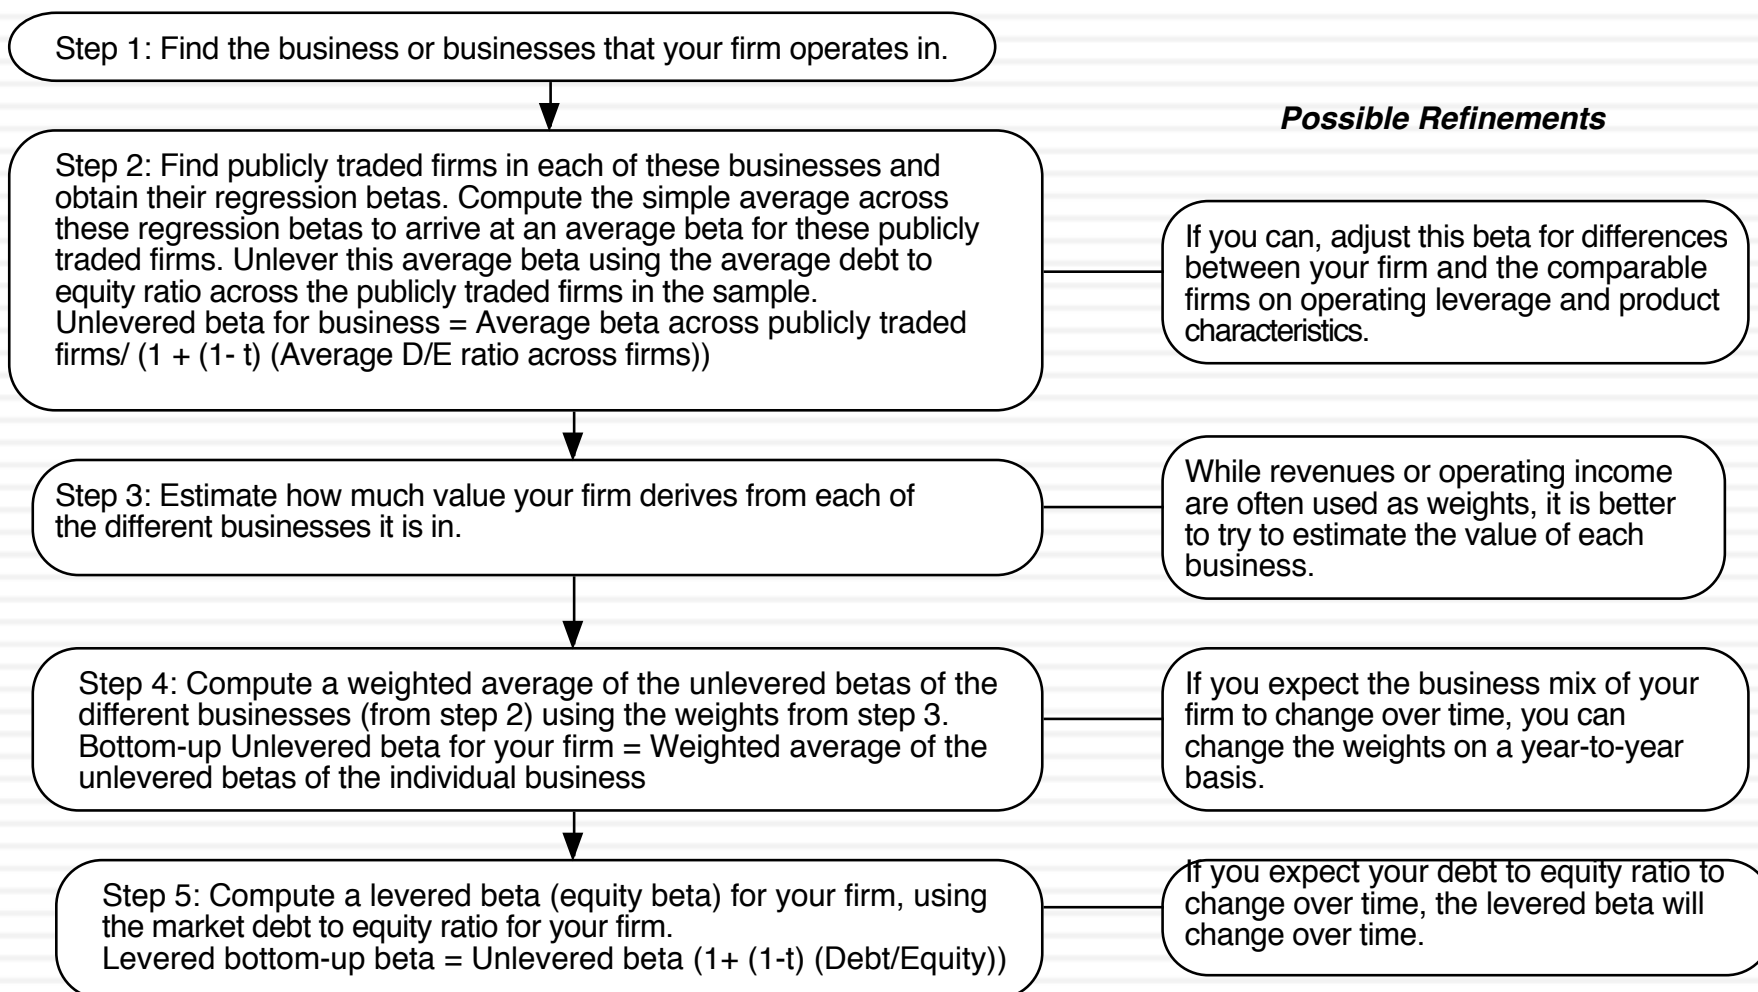 Step 1: Find the business or businesses that your firm operates in.
Possible Refinements
Step 2: Find publicly traded firms in each of these businesses and
obtain their regression betas. Compute the simple average across
these regression betas to arrive at an average beta for these publicly
traded firms. Unlever this average beta using the average debt to
equity ratio across the publicly traded firms in the sample.
Unlevered beta for business = Average beta across publicly traded
firms/ (1 + (1- t) (Average D/E ratio across firms))
If you can, adjust this beta for differences
between your firm and the comparable
firms on operating leverage and product
characteristics.
Step 3: Estimate how much value your firm derives from each of
the different businesses it is in.
While revenues or operating income
are often used as weights, it is better
to try to estimate the value of each
business.
Step 4: Compute a weighted average of the unlevered betas of the
different businesses (from step 2) using the weights from step 3.
Bottom-up Unlevered beta for your firm = Weighted average of the
unlevered betas of the individual business
If you expect the business mix of your
firm to change over time, you can
change the weights on a year-to-year
basis.
Step 5: Compute a levered beta (equity beta) for your firm, using
the market debt to equity ratio for your firm.
Levered bottom-up beta = Unlevered beta (1+ (1-t) (Debt/Equity))
If you expect your debt to equity ratio to
change over time, the levered beta will
change over time.